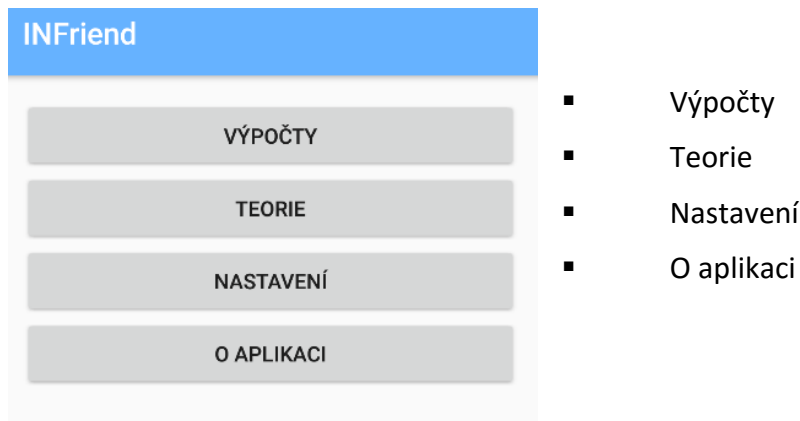 INFriend
VÝPOČTY
TEORIE
NASTAVENÍ
O APLIKACI
▪ Výpočty
▪ Teorie
▪ Nastavení
▪ O aplikaci